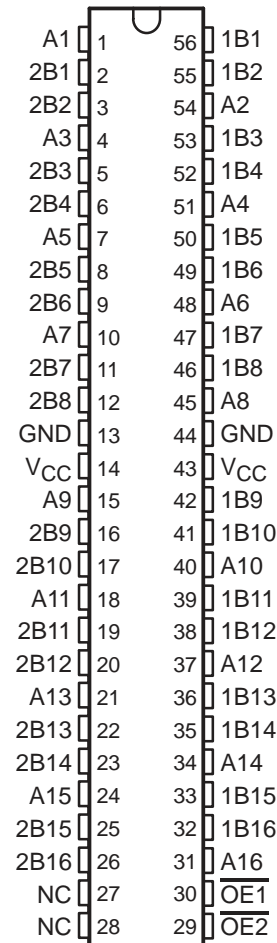 A1 1 56 1B1
2B1 2 55 1B2
2B2 3 54 A2
A3 4 53 1B3
2B3 5 52 1B4
2B4 6 51 A4
A5 7 50 1B5
2B5 8 49 1B6
2B6 9 48 A6
A7 10 47 1B7
2B7 11 46 1B8
2B8 12 45 A8
GND 13 44 GND
VCC 14 43 VCC
A9 15 42 1B9
2B9 16 41 1B10
2B10 17 40 A10
A11 18 39 1B11
2B11 19 38 1B12
2B12 20 37 A12
A13 21 36 1B13
2B13 22 35 1B14
2B14 23 34 A14
A15 24 33 1B15
2B15 25 32 1B16
2B16 26 31 A16
NC 27 30 O̅E̅1̅
NC 28 29 O̅E̅2̅